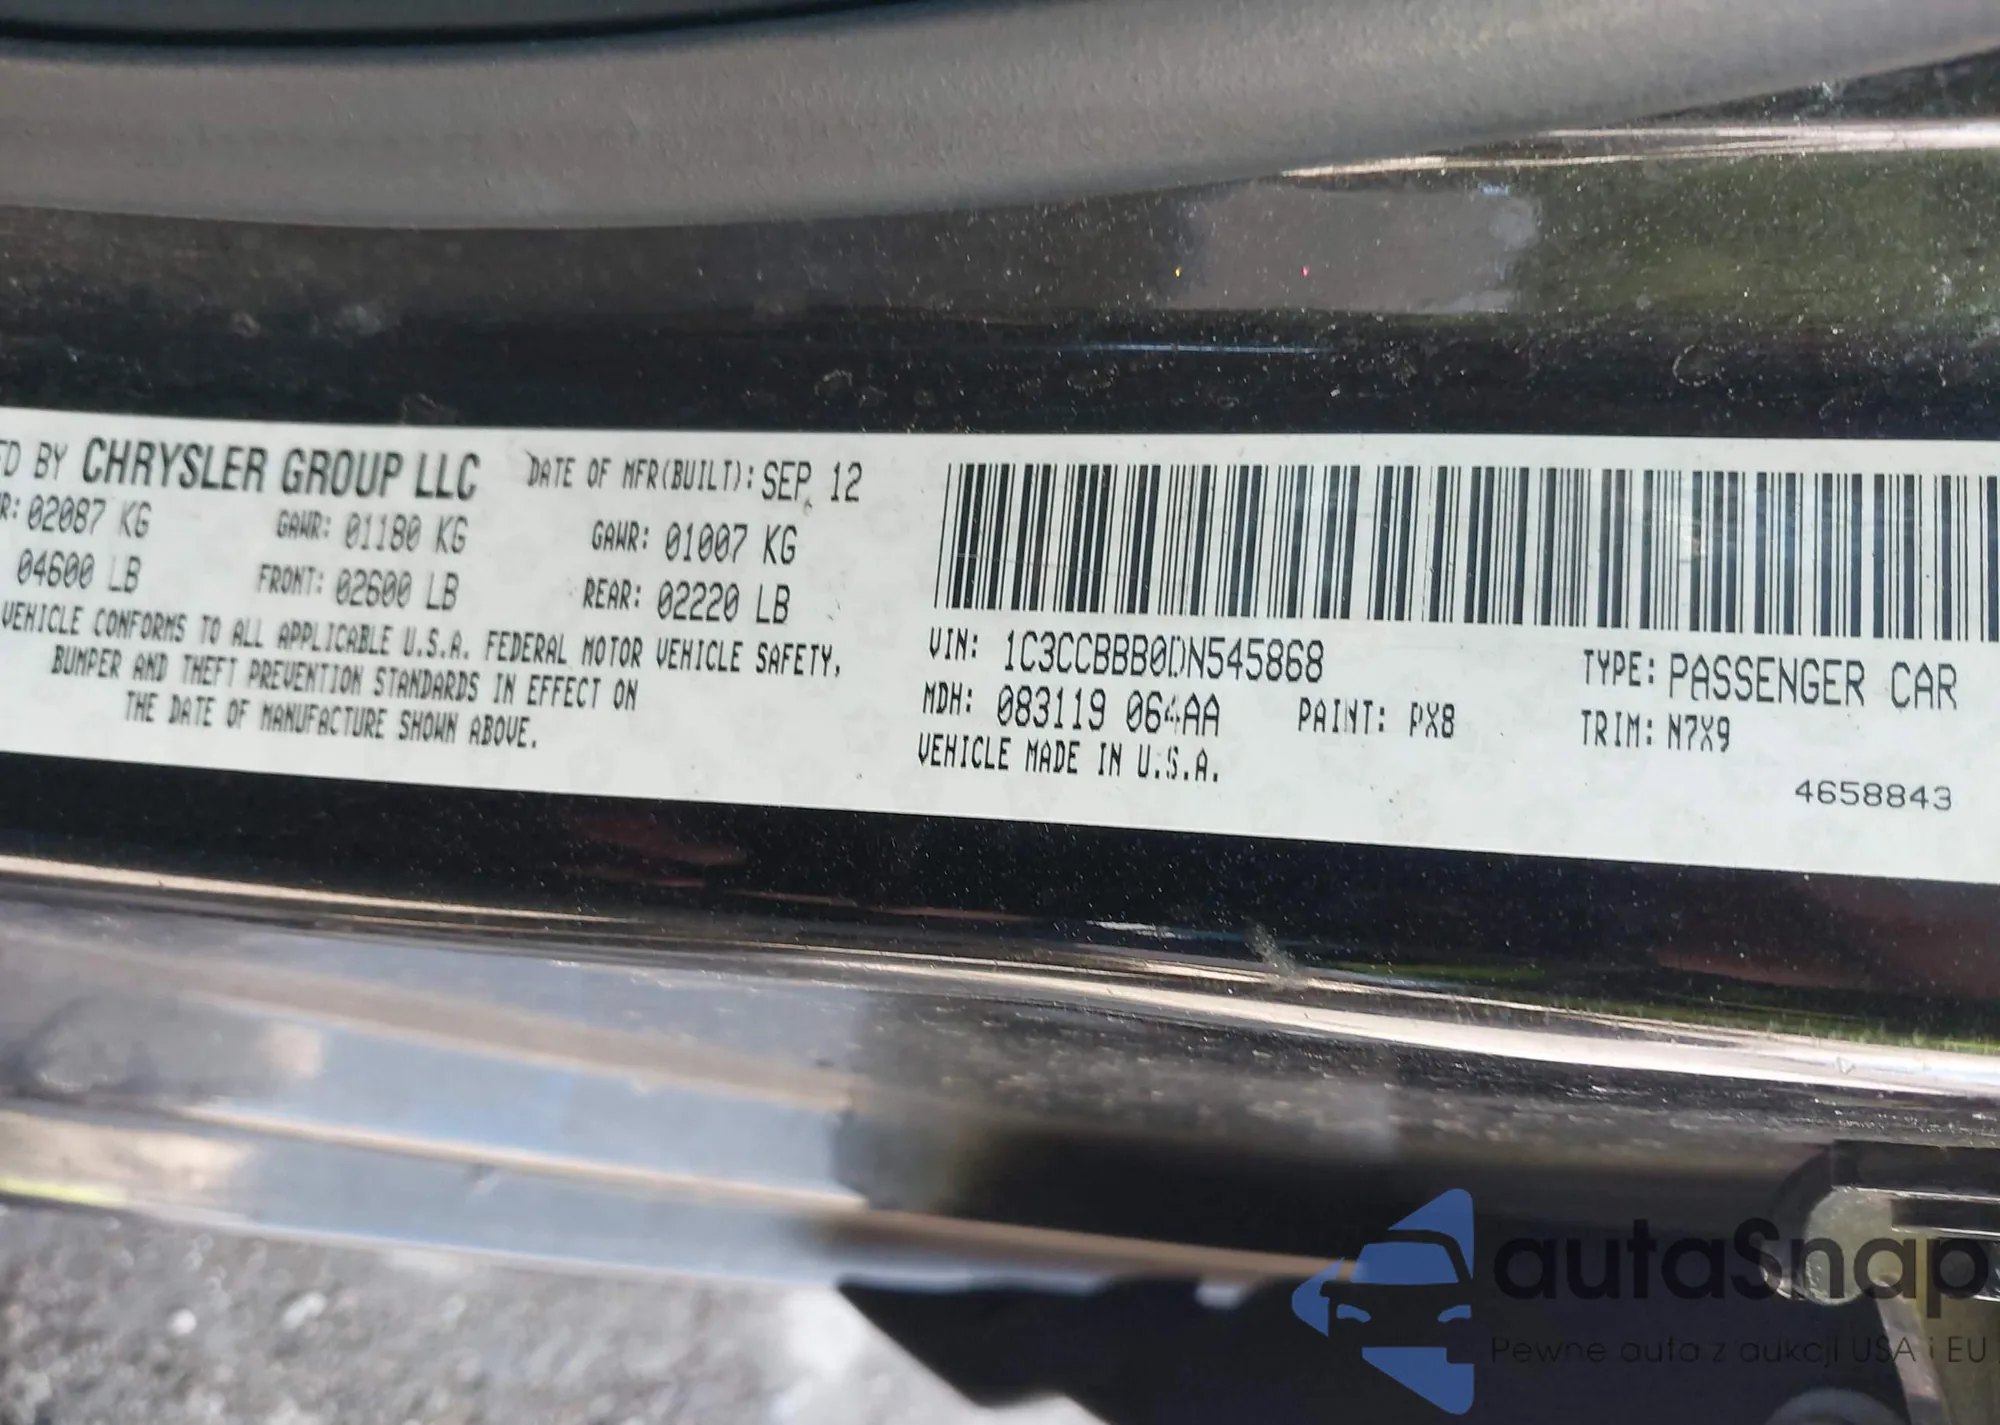 FD BY CHRYSLER GROUP LLC DATE OF MFR(BUILT): SEP 12
R: 02087 KG GAWR: 01180 KG GAWR: 01007 KG
04600 LB FRONT: 02600 LB REAR: 02220 LB
VEHICLE CONFORMS TO ALL APPLICABLE U.S.A. FEDERAL MOTOR VEHICLE SAFETY,
BUMPER AND THEFT PREVENTION STANDARDS IN EFFECT ON
THE DATE OF MANUFACTURE SHOWN ABOVE.
VIN: 1C3CCBBB0DN545868 TYPE: PASSENGER CAR
MDH: 083119 064AA PAINT: PX8 TRIM: N7X9
VEHICLE MADE IN U.S.A.
4658843
autaSnap
Pewne auta z aukcji USA i EU